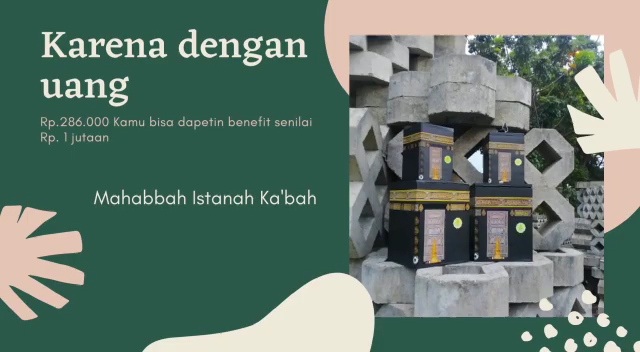 Karena dengan
uang
Rp.286.000 Kamu bisa dapetin benefit senilai
Rp. 1 jutaan
Mahabbah Istanah Ka'bah